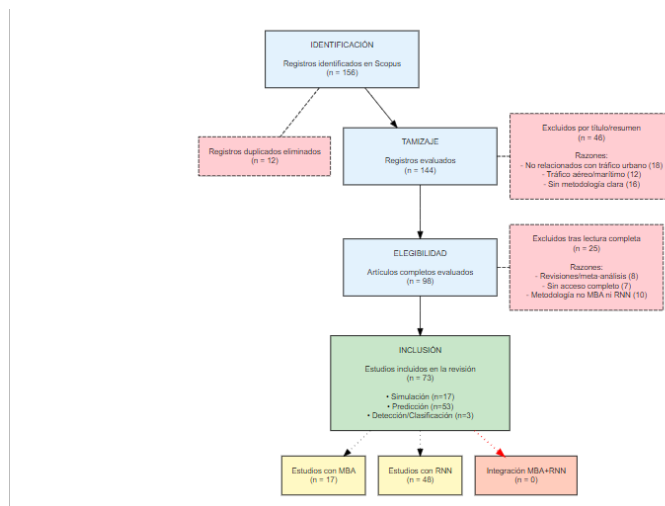 IDENTIFICACIÓN
Registros identificados en Scopus
(n = 156)
Registros duplicados eliminados
(n = 12)
TAMIZAJE
Registros evaluados
(n = 144)
Excluidos por título/resumen
(n = 46)
Razones:
- No relacionados con tráfico urbano (18)
- Tráfico aéreo/marítimo (12)
- Sin metodología clara (16)
ELEGIBILIDAD
Artículos completos evaluados
(n = 98)
Excluidos tras lectura completa
(n = 25)
Razones:
- Revisiones/meta-análisis (8)
- Sin acceso completo (7)
- Metodología no MBA ni RNN (10)
INCLUSIÓN
Estudios incluidos en la revisión
(n = 73)
• Simulación (n=17)
• Predicción (n=53)
• Detección/Clasificación (n=3)
Estudios con MBA
(n = 17)
Estudios con RNN
(n = 48)
Integración MBA+RNN
(n = 0)